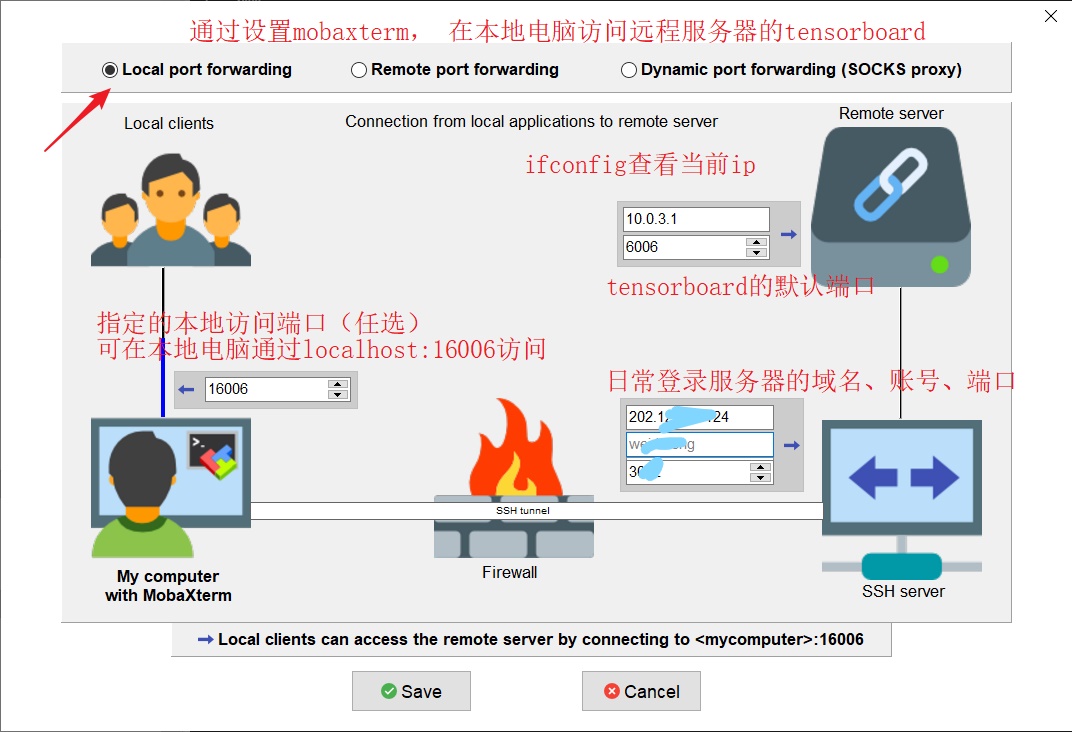 通过设置mobaxterm， 在本地电脑访问远程服务器的tensorboard
Local port forwarding
Remote port forwarding
Dynamic port forwarding (SOCKS proxy)
Local clients
Connection from local applications to remote server
Remote server
ifconfig查看当前ip
10.0.3.1
6006
tensorboard的默认端口
指定的本地访问端口（任选）
可在本地电脑通过localhost:16006访问
16006
日常登录服务器的域名、账号、端口
SSH tunnel
Firewall
My computer
with MobaXterm
SSH server
Local clients can access the remote server by connecting to <mycomputer>:16006
Save
Cancel